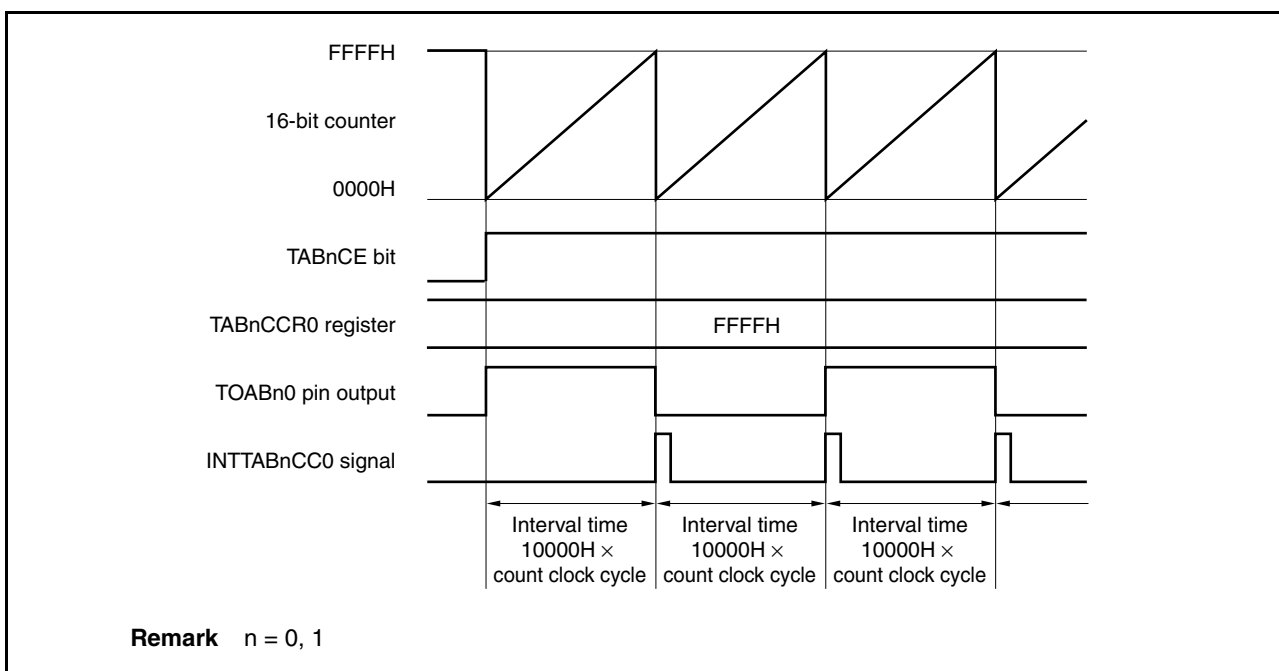 FFFFH
16-bit counter
0000H
TABnCE bit
TABnCCR0 register
FFFFH
TOABn0 pin output
INTTABnCC0 signal
Interval time
10000H ×
count clock cycle
Interval time
10000H ×
count clock cycle
Interval time
10000H ×
count clock cycle
Remark n = 0, 1